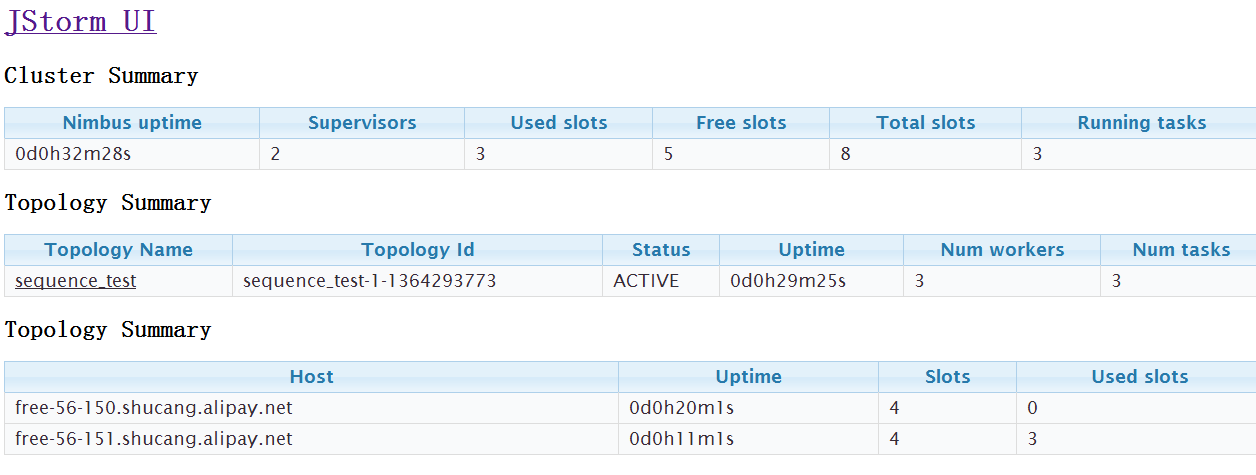 JStorm UI
Cluster Summary
Nimbus uptime Supervisors Used slots Free slots Total slots Running tasks
0d0h32m28s 2 3 5 8 3
Topology Summary
Topology Name Topology Id Status Uptime Num workers Num tasks
sequence_test sequence_test-1-1364293773 ACTIVE 0d0h29m25s 3 3
Topology Summary
Host Uptime Slots Used slots
free-56-150.shucang.alipay.net 0d0h20m1s 4 0
free-56-151.shucang.alipay.net 0d0h11m1s 4 3